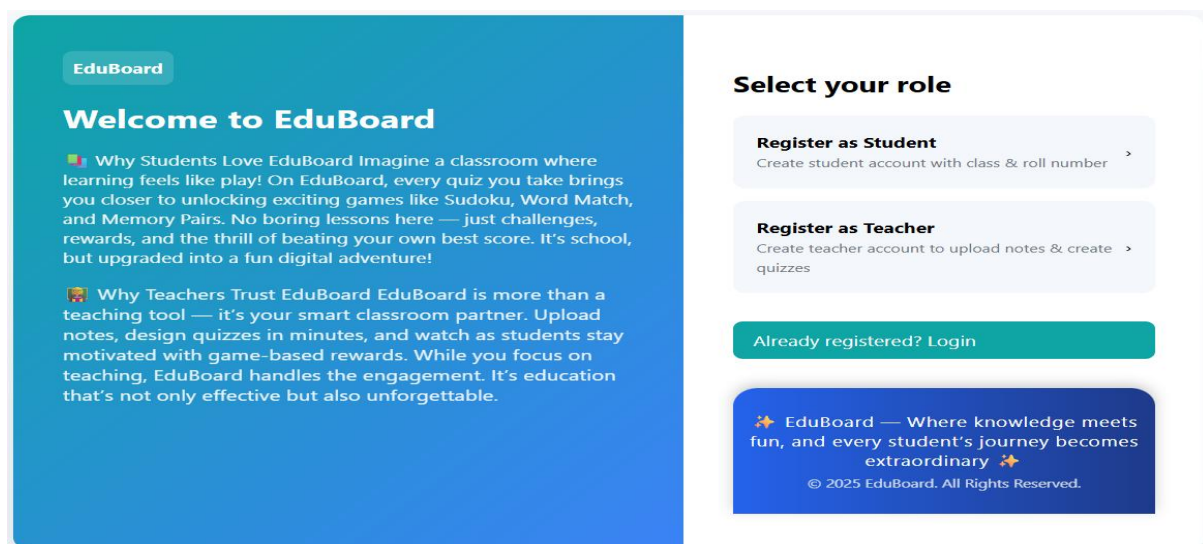 EduBoard
Welcome to EduBoard
Why Students Love EduBoard Imagine a classroom where
learning feels like play! On EduBoard, every quiz you take brings
you closer to unlocking exciting games like Sudoku, Word Match,
and Memory Pairs. No boring lessons here — just challenges,
rewards, and the thrill of beating your own best score. It's school,
but upgraded into a fun digital adventure!
Why Teachers Trust EduBoard EduBoard is more than a
teaching tool — it's your smart classroom partner. Upload
notes, design quizzes in minutes, and watch as students stay
motivated with game-based rewards. While you focus on
teaching, EduBoard handles the engagement. It's education
that's not only effective but also unforgettable.
Select your role
Register as Student
Create student account with class & roll number
Register as Teacher
Create teacher account to upload notes & create
quizzes
Already registered? Login
✨ EduBoard — Where knowledge meets
fun, and every student's journey becomes
extraordinary ✨
© 2025 EduBoard. All Rights Reserved.